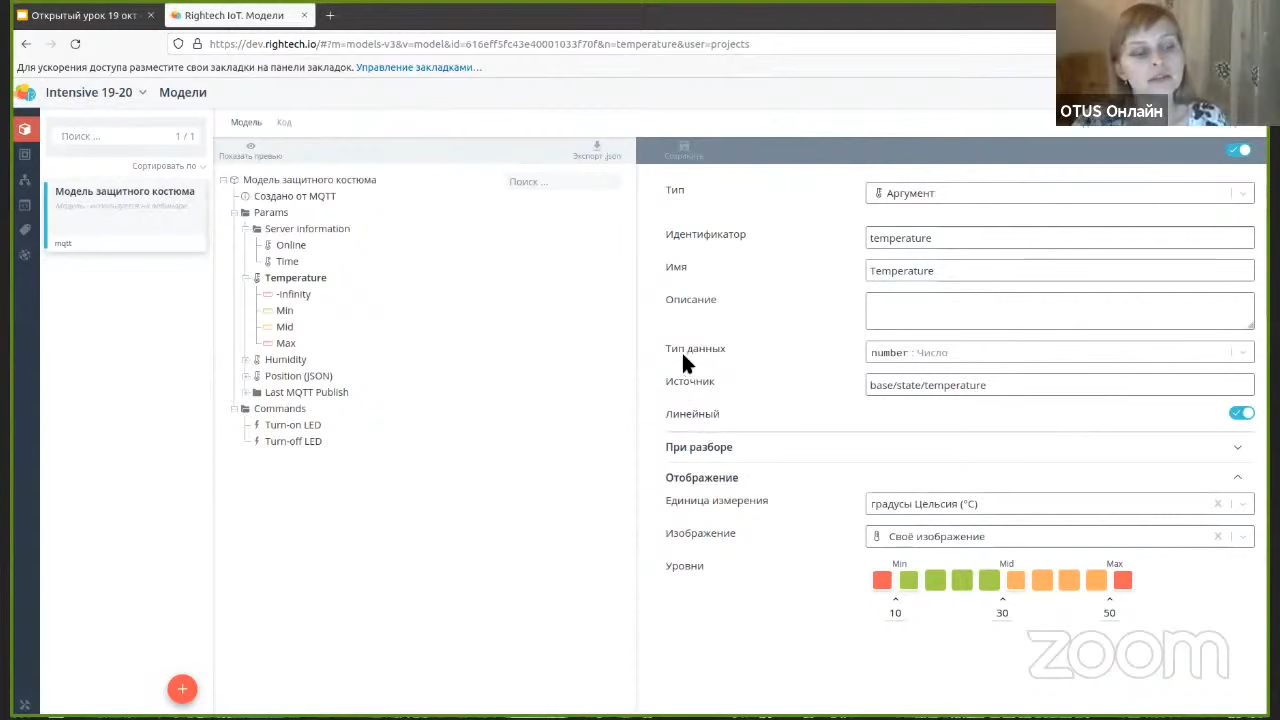 Открытый урок 19 окт
Rightech IoT. Модели
https://dev.rightech.io/#?m=models-v3&v=model&id=616eff5fc43e40001033f70f&n=temperature&user=projects
Для ускорения доступа разместите свои закладки на панели закладок. Управление закладками…
OTUS Онлайн
Intensive 19-20
Модели
Поиск ...
1 / 1
Сортировать по
Модель защитного костюма
Модель используется на вебинаре
mqtt
Модель
Код
Показать превью
Экспорт .json
Поиск ...
Модель защитного костюма
Создано от MQTT
Params
Server information
Online
Time
Temperature
-Infinity
Min
Mid
Max
Humidity
Position (JSON)
Last MQTT Publish
Commands
Turn-on LED
Turn-off LED
Сохранить
Тип
Аргумент
Идентификатор
temperature
Имя
Temperature
Описание
Тип данных
number : Число
Источник
base/state/temperature
Линейный
При разборе
Отображение
Единица измерения
градусы Цельсия (°C)
Изображение
Своё изображение
Уровни
Min Mid Max
10 30 50
zoom